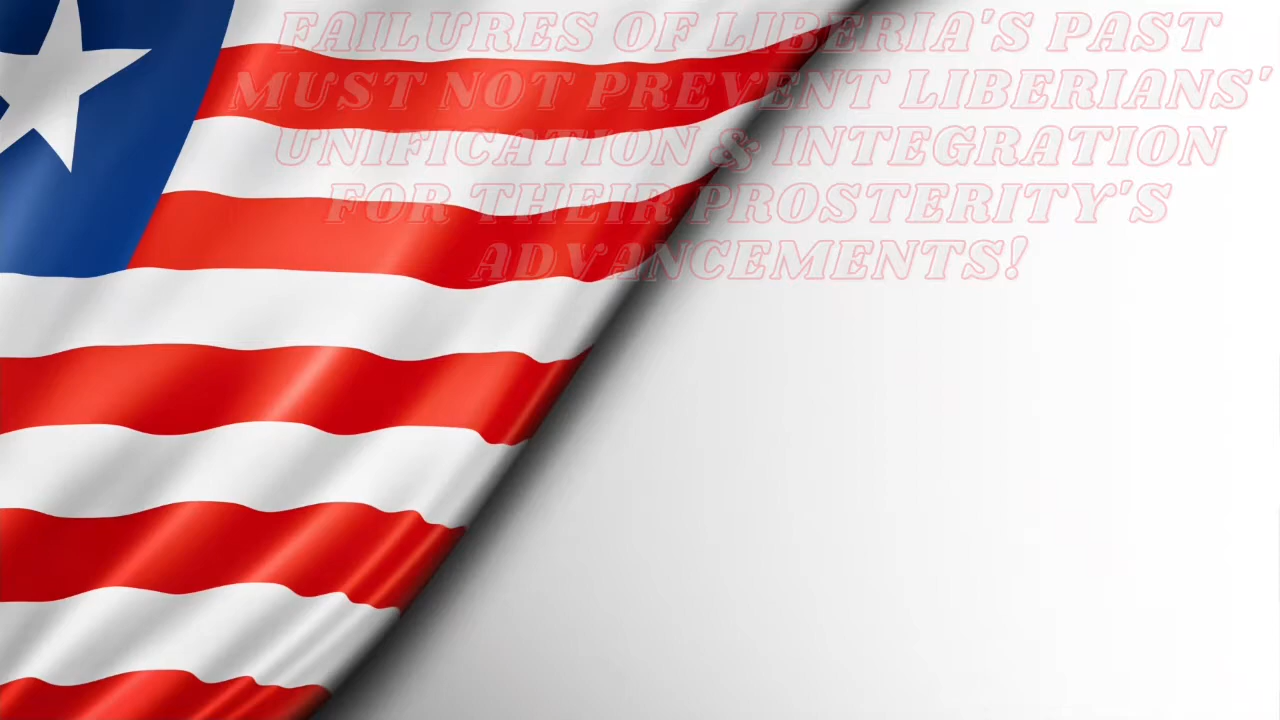 FAILURES OF LIBERIA'S PAST
MUST NOT PREVENT LIBERIANS'
UNIFICATION & INTEGRATION
FOR THEIR PROSTERITY'S
ADVANCEMENTS!